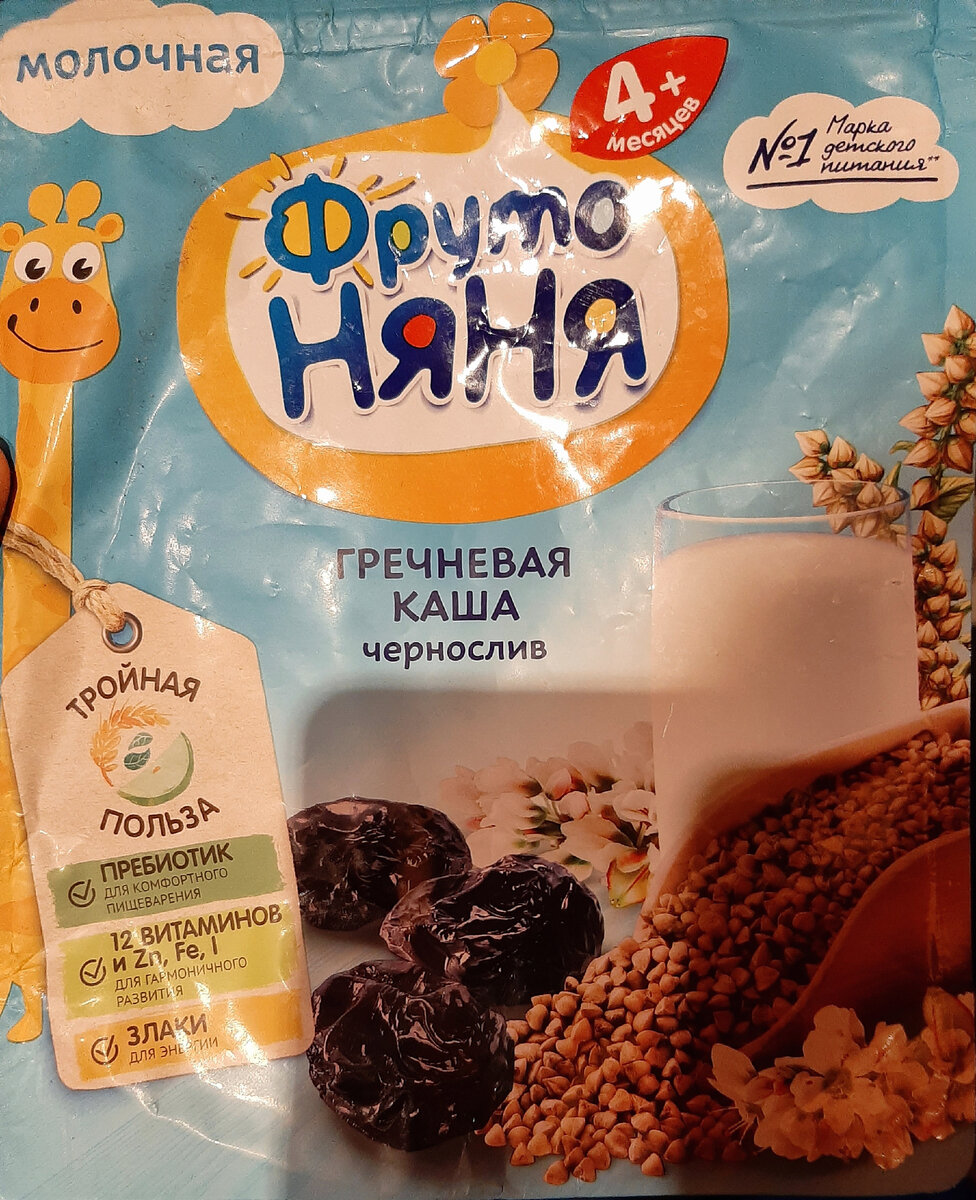 молочная
4+
месяцев
№1 Марка
детского
питания**
Фруто
НЯНЯ
ГРЕЧНЕВАЯ
КАША
чернослив
ТРОЙНАЯ
ПОЛЬЗА
ПРЕБИОТИК
ДЛЯ КОМФОРТНОГО
ПИЩЕВАРЕНИЯ
12 ВИТАМИНОВ
и Zn, Fe, I
ДЛЯ ГАРМОНИЧНОГО
РАЗВИТИЯ
ЗЛАКИ
ДЛЯ ЭНЕРГИИ